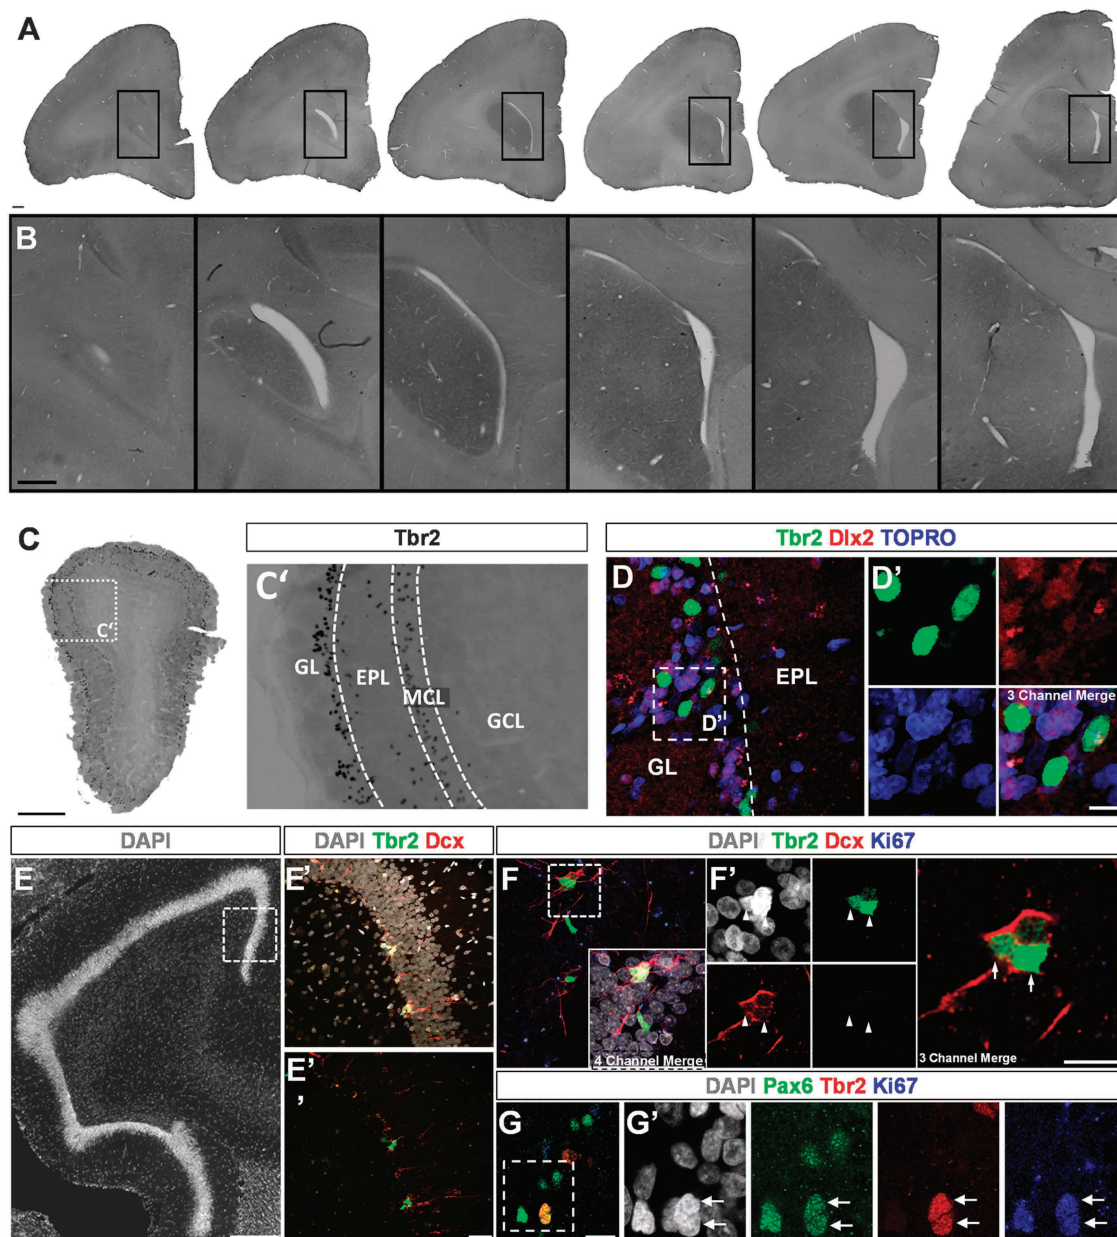 A
B
C
C'
Tbr2
C'
GL
EPL
MCL
GCL
Tbr2 Dlx2 TOPRO
D
EPL
D'
GL
D'
3 Channel Merge
DAPI
E
DAPI Tbr2 Dcx
E'
E''
DAPI/ Tbr2 Dcx Ki67
F
4 Channel Merge
F'
3 Channel Merge
DAPI Pax6 Tbr2 Ki67
G
G'